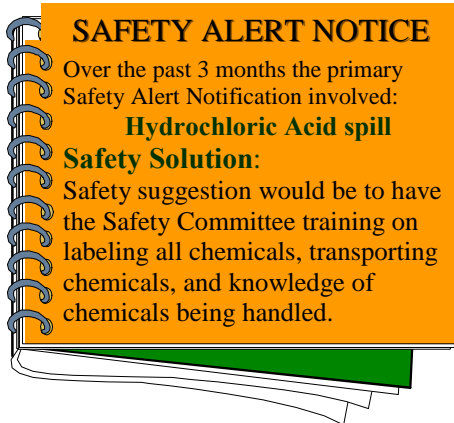 SAFETY ALERT NOTICE
Over the past 3 months the primary
Safety Alert Notification involved:
Hydrochloric Acid spill
Safety Solution:
Safety suggestion would be to have
the Safety Committee training on
labeling all chemicals, transporting
chemicals, and knowledge of
chemicals being handled.